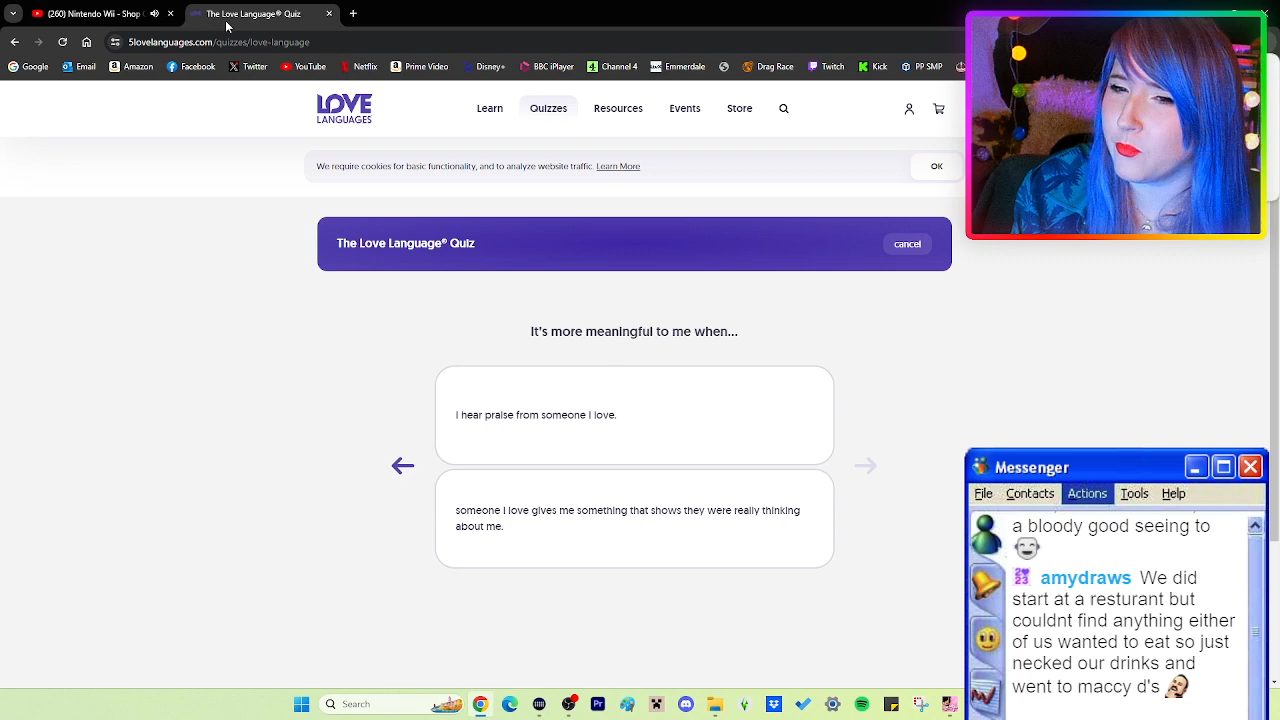 (260) Nintendo Wii - Shop
The Love Language® Quiz
5lovelanguages.com/quizzes/love-language
Google
Email
Amazon
Facebook
Twitter
YouTube
Netflix
Prime Video
Disney+
Channel 4
Emmerdale
Drag Race
Twitch
Kick
PP SMP
LOVE
LANGUAGES
Learn
Quizzes
Resources
Events
Store
We require cookies for basic functionality, and to analyze website traffic. Learn More
OK
The Love Language® Quiz
cancel
It's more meaningful to me when...
I hear praise from someone I love.
someone I love gives me something that shows they were really thinking
about me.
Messenger
File
Contacts
Actions
Tools
Help
a bloody good seeing to
amydraws We did
start at a resturant but
couldnt find anything either
of us wanted to eat so just
necked our drinks and
went to maccy d's
Search